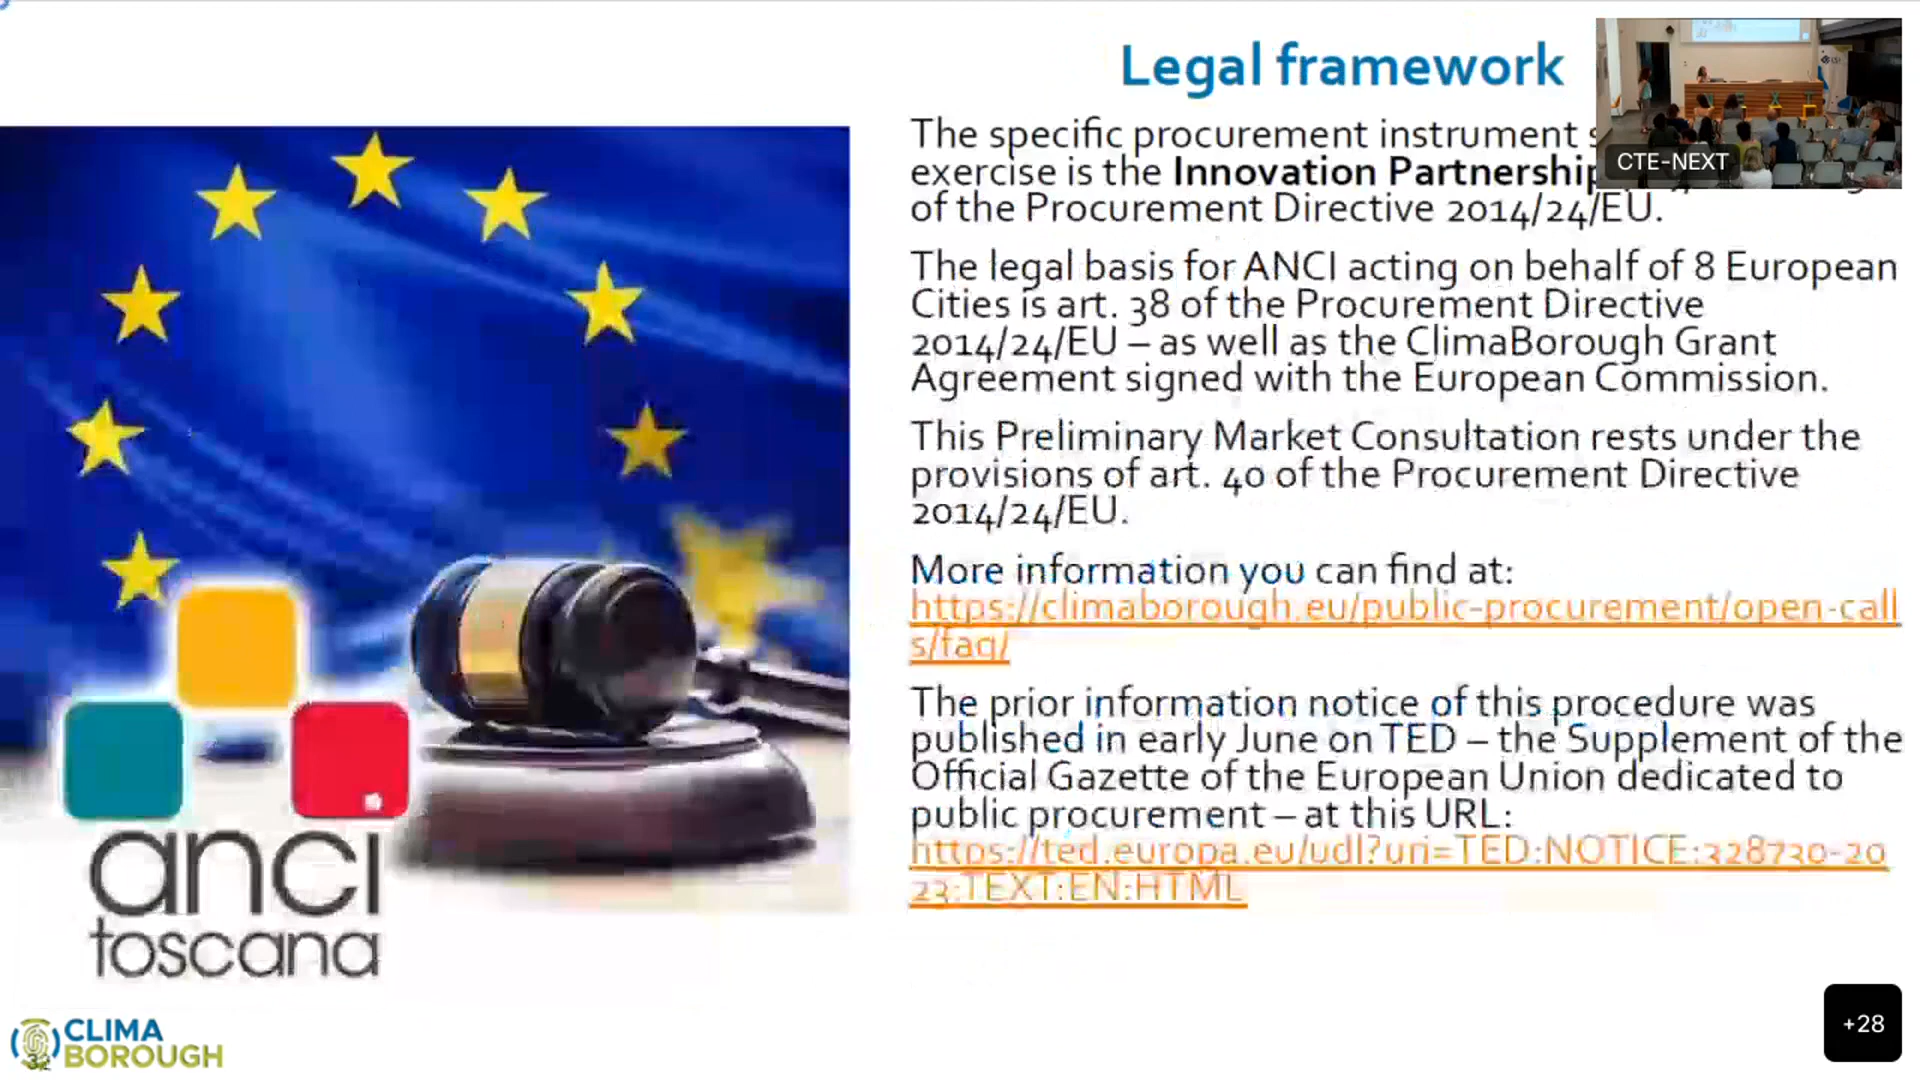 Legal framework
The specific procurement instrument
exercise is the Innovation Partnership
of the Procurement Directive 2014/24/EU.
The legal basis for ANCI acting on behalf of 8 European
Cities is art. 38 of the Procurement Directive
2014/24/EU – as well as the ClimaBorough Grant
Agreement signed with the European Commission.
This Preliminary Market Consultation rests under the
provisions of art. 40 of the Procurement Directive
2014/24/EU.
More information you can find at:
https://climaborough.eu/public-procurement/open-call
s/faq/
The prior information notice of this procedure was
published in early June on TED – the Supplement of the
Official Gazette of the European Union dedicated to
public procurement – at this URL:
https://ted.europa.eu/udl?uri=TED:NOTICE:328730-20
23:TEXT:EN:HTML
CTE-NEXT
anci
toscana
CLIMA
BOROUGH
+28